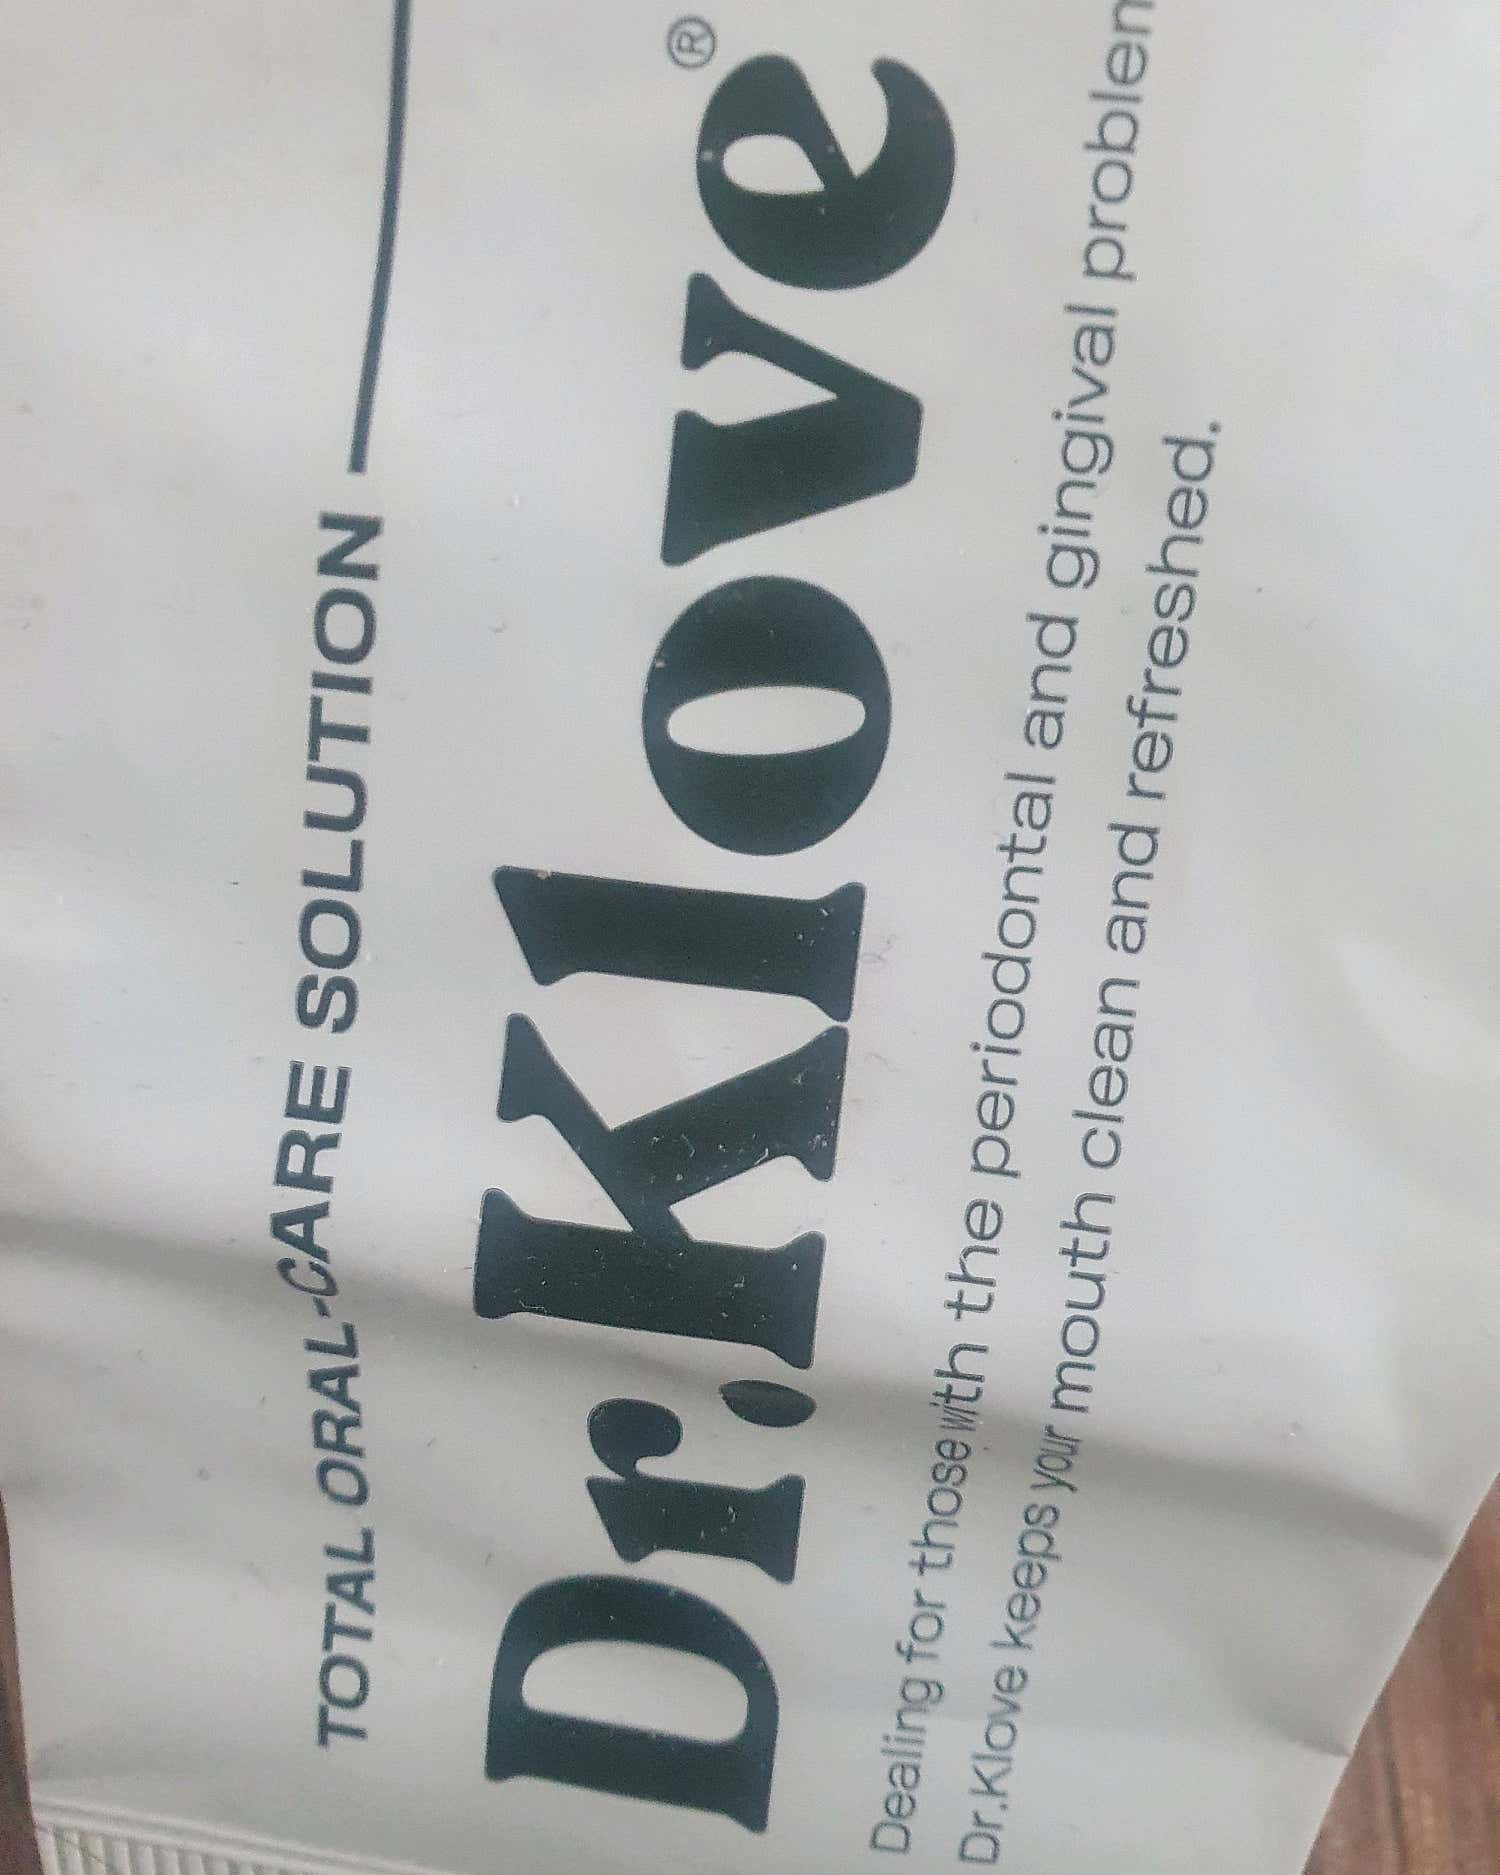 TOTAL ORAL-CARE SOLUTION
Dr.Klove®
Dealing for those with the periodontal and gingival
Dr.Klove keeps your mouth clean and refreshed.